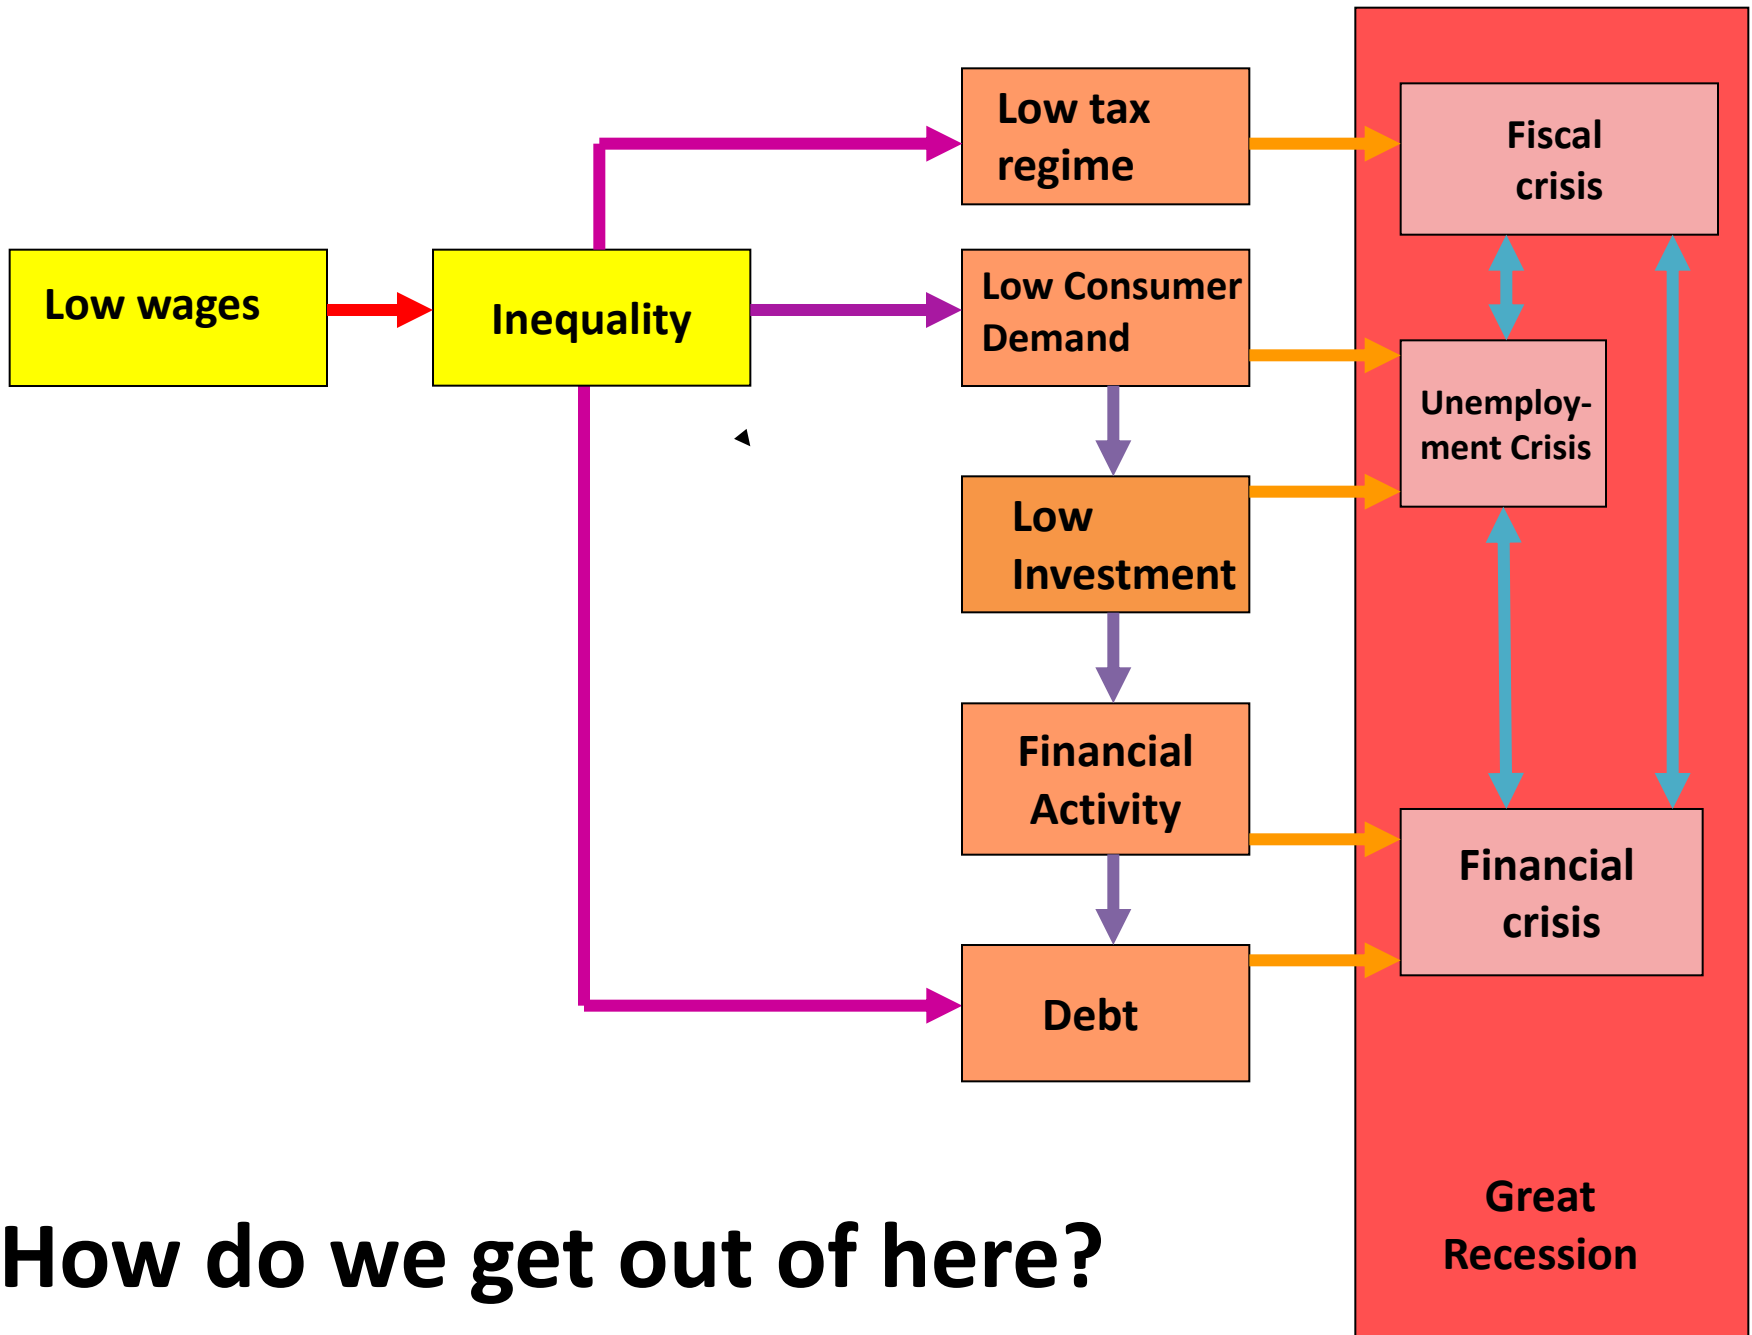 Low wages
Inequality
Low tax
regime
Low Consumer
Demand
Low
Investment
Financial
Activity
Debt
Fiscal
crisis
Unemploy-
ment Crisis
Financial
crisis
Great
Recession
How do we get out of here?